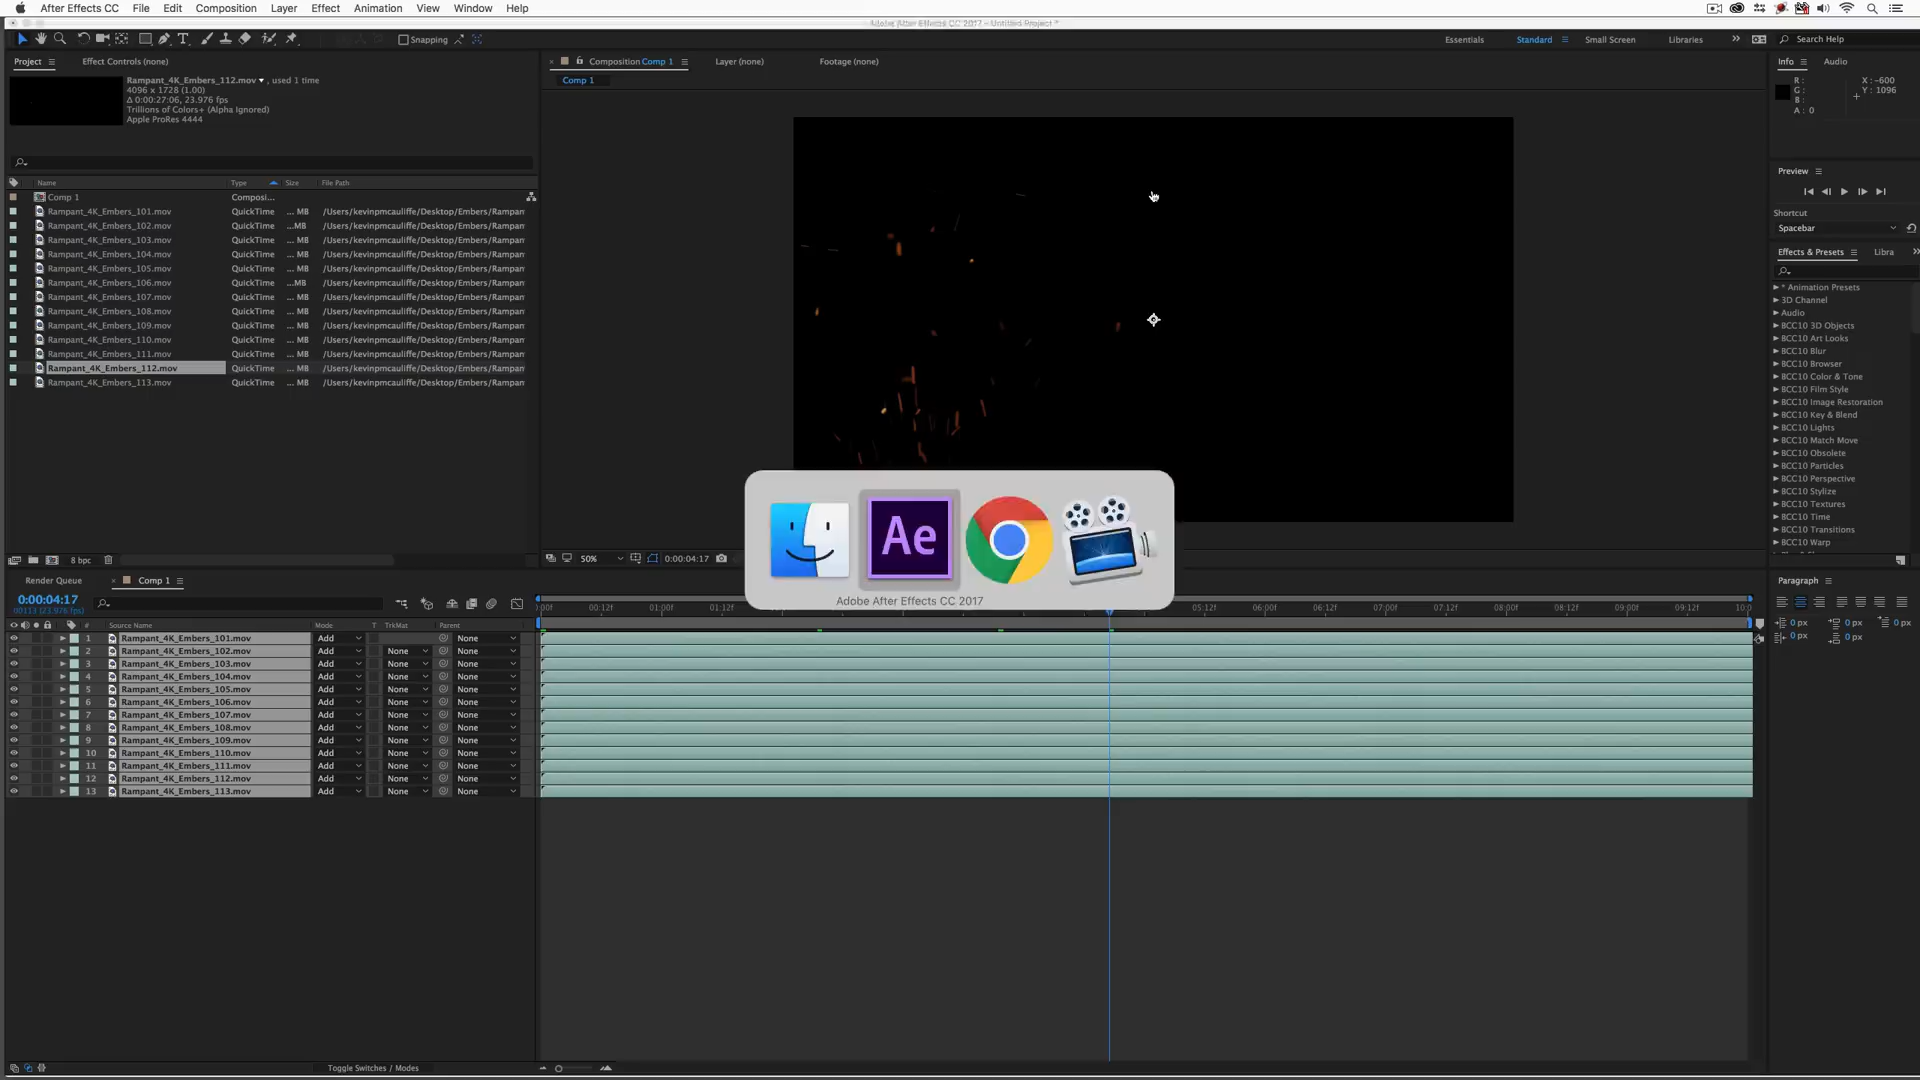 After Effects CC File Edit Composition Layer Effect Animation View Window Help
Adobe After Effects CC 2017 - Untitled Project *
Snapping
Essentials Standard Small Screen Libraries Search Help
Project Effect Controls (none)
Composition Comp 1 Layer (none) Footage (none)
Info Audio
Rampant_4K_Embers_112.mov , used 1 time
4096 x 1728 (1.00)
Δ 0:00:27:06, 23.976 fps
Trillions of Colors+ (Alpha Ignored)
Apple ProRes 4444
Comp 1
R :
G :
B :
A : 0
X : -600
Y : 1096
Name Type Size File Path
Comp 1 Composi...
Rampant_4K_Embers_101.mov QuickTime ... MB /Users/kevinpmcauliffe/Desktop/Embers/Rampan
Rampant_4K_Embers_102.mov QuickTime ...MB /Users/kevinpmcauliffe/Desktop/Embers/Rampan
Rampant_4K_Embers_103.mov QuickTime ... MB /Users/kevinpmcauliffe/Desktop/Embers/Rampan
Rampant_4K_Embers_104.mov QuickTime ... MB /Users/kevinpmcauliffe/Desktop/Embers/Rampan
Rampant_4K_Embers_105.mov QuickTime ... MB /Users/kevinpmcauliffe/Desktop/Embers/Rampan
Rampant_4K_Embers_106.mov QuickTime ...MB /Users/kevinpmcauliffe/Desktop/Embers/Rampan
Rampant_4K_Embers_107.mov QuickTime ... MB /Users/kevinpmcauliffe/Desktop/Embers/Rampan
Rampant_4K_Embers_108.mov QuickTime ... MB /Users/kevinpmcauliffe/Desktop/Embers/Rampan
Rampant_4K_Embers_109.mov QuickTime ... MB /Users/kevinpmcauliffe/Desktop/Embers/Rampan
Rampant_4K_Embers_110.mov QuickTime ... MB /Users/kevinpmcauliffe/Desktop/Embers/Rampan
Rampant_4K_Embers_111.mov QuickTime ... MB /Users/kevinpmcauliffe/Desktop/Embers/Rampan
Rampant_4K_Embers_112.mov QuickTime ... MB /Users/kevinpmcauliffe/Desktop/Embers/Rampan
Rampant_4K_Embers_113.mov QuickTime ... MB /Users/kevinpmcauliffe/Desktop/Embers/Rampan
Preview
Shortcut
Spacebar
Effects & Presets Libra
* Animation Presets
3D Channel
Audio
BCC10 3D Objects
BCC10 Art Looks
BCC10 Blur
BCC10 Browser
BCC10 Color & Tone
BCC10 Film Style
BCC10 Image Restoration
BCC10 Key & Blend
BCC10 Lights
BCC10 Match Move
BCC10 Obsolete
BCC10 Particles
BCC10 Perspective
BCC10 Stylize
BCC10 Textures
BCC10 Time
BCC10 Transitions
BCC10 Warp
8 bpc
50% 0:00:04:17
Ae
Adobe After Effects CC 2017
Render Queue Comp 1
Paragraph
0:00:04:17
00113 (23.976 fps)
:00f 00:12f 01:00f 01:12f 05:12f 06:00f 06:12f 07:00f 07:12f 08:00f 08:12f 09:00f 09:12f 10:0
0 px 0 px 0 px
0 px 0 px
# Source Name Mode T TrkMat Parent
1 Rampant_4K_Embers_101.mov Add None
2 Rampant_4K_Embers_102.mov Add None None
3 Rampant_4K_Embers_103.mov Add None None
4 Rampant_4K_Embers_104.mov Add None None
5 Rampant_4K_Embers_105.mov Add None None
6 Rampant_4K_Embers_106.mov Add None None
7 Rampant_4K_Embers_107.mov Add None None
8 Rampant_4K_Embers_108.mov Add None None
9 Rampant_4K_Embers_109.mov Add None None
10 Rampant_4K_Embers_110.mov Add None None
11 Rampant_4K_Embers_111.mov Add None None
12 Rampant_4K_Embers_112.mov Add None None
13 Rampant_4K_Embers_113.mov Add None None
Toggle Switches / Modes